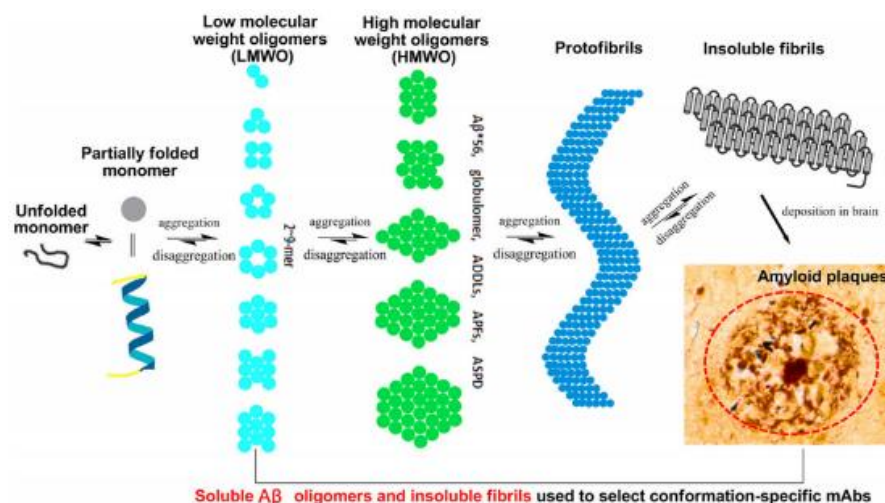 Low molecular
weight oligomers
(LMWO)
High molecular
weight oligomers
(HMWO)
Protofibrils
Insoluble fibrils
Partially folded
monomer
Unfolded
monomer
aggregation
disaggregation
2~9-mer
aggregation
disaggregation
Aβ*56, globulomer, ADDLs, APFs, ASPD
aggregation
disaggregation
aggregation
disaggregation
deposition in brain
Amyloid plaques
Soluble Aβ oligomers and insoluble fibrils used to select conformation-specific mAbs